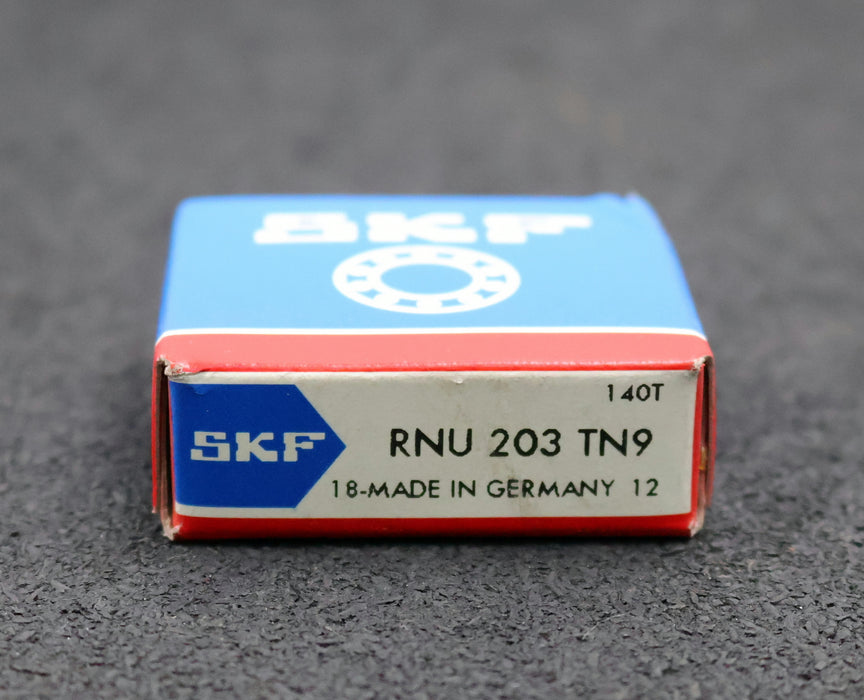 SKF
140T
SKF
RNU 203 TN9
18-MADE IN GERMANY 12